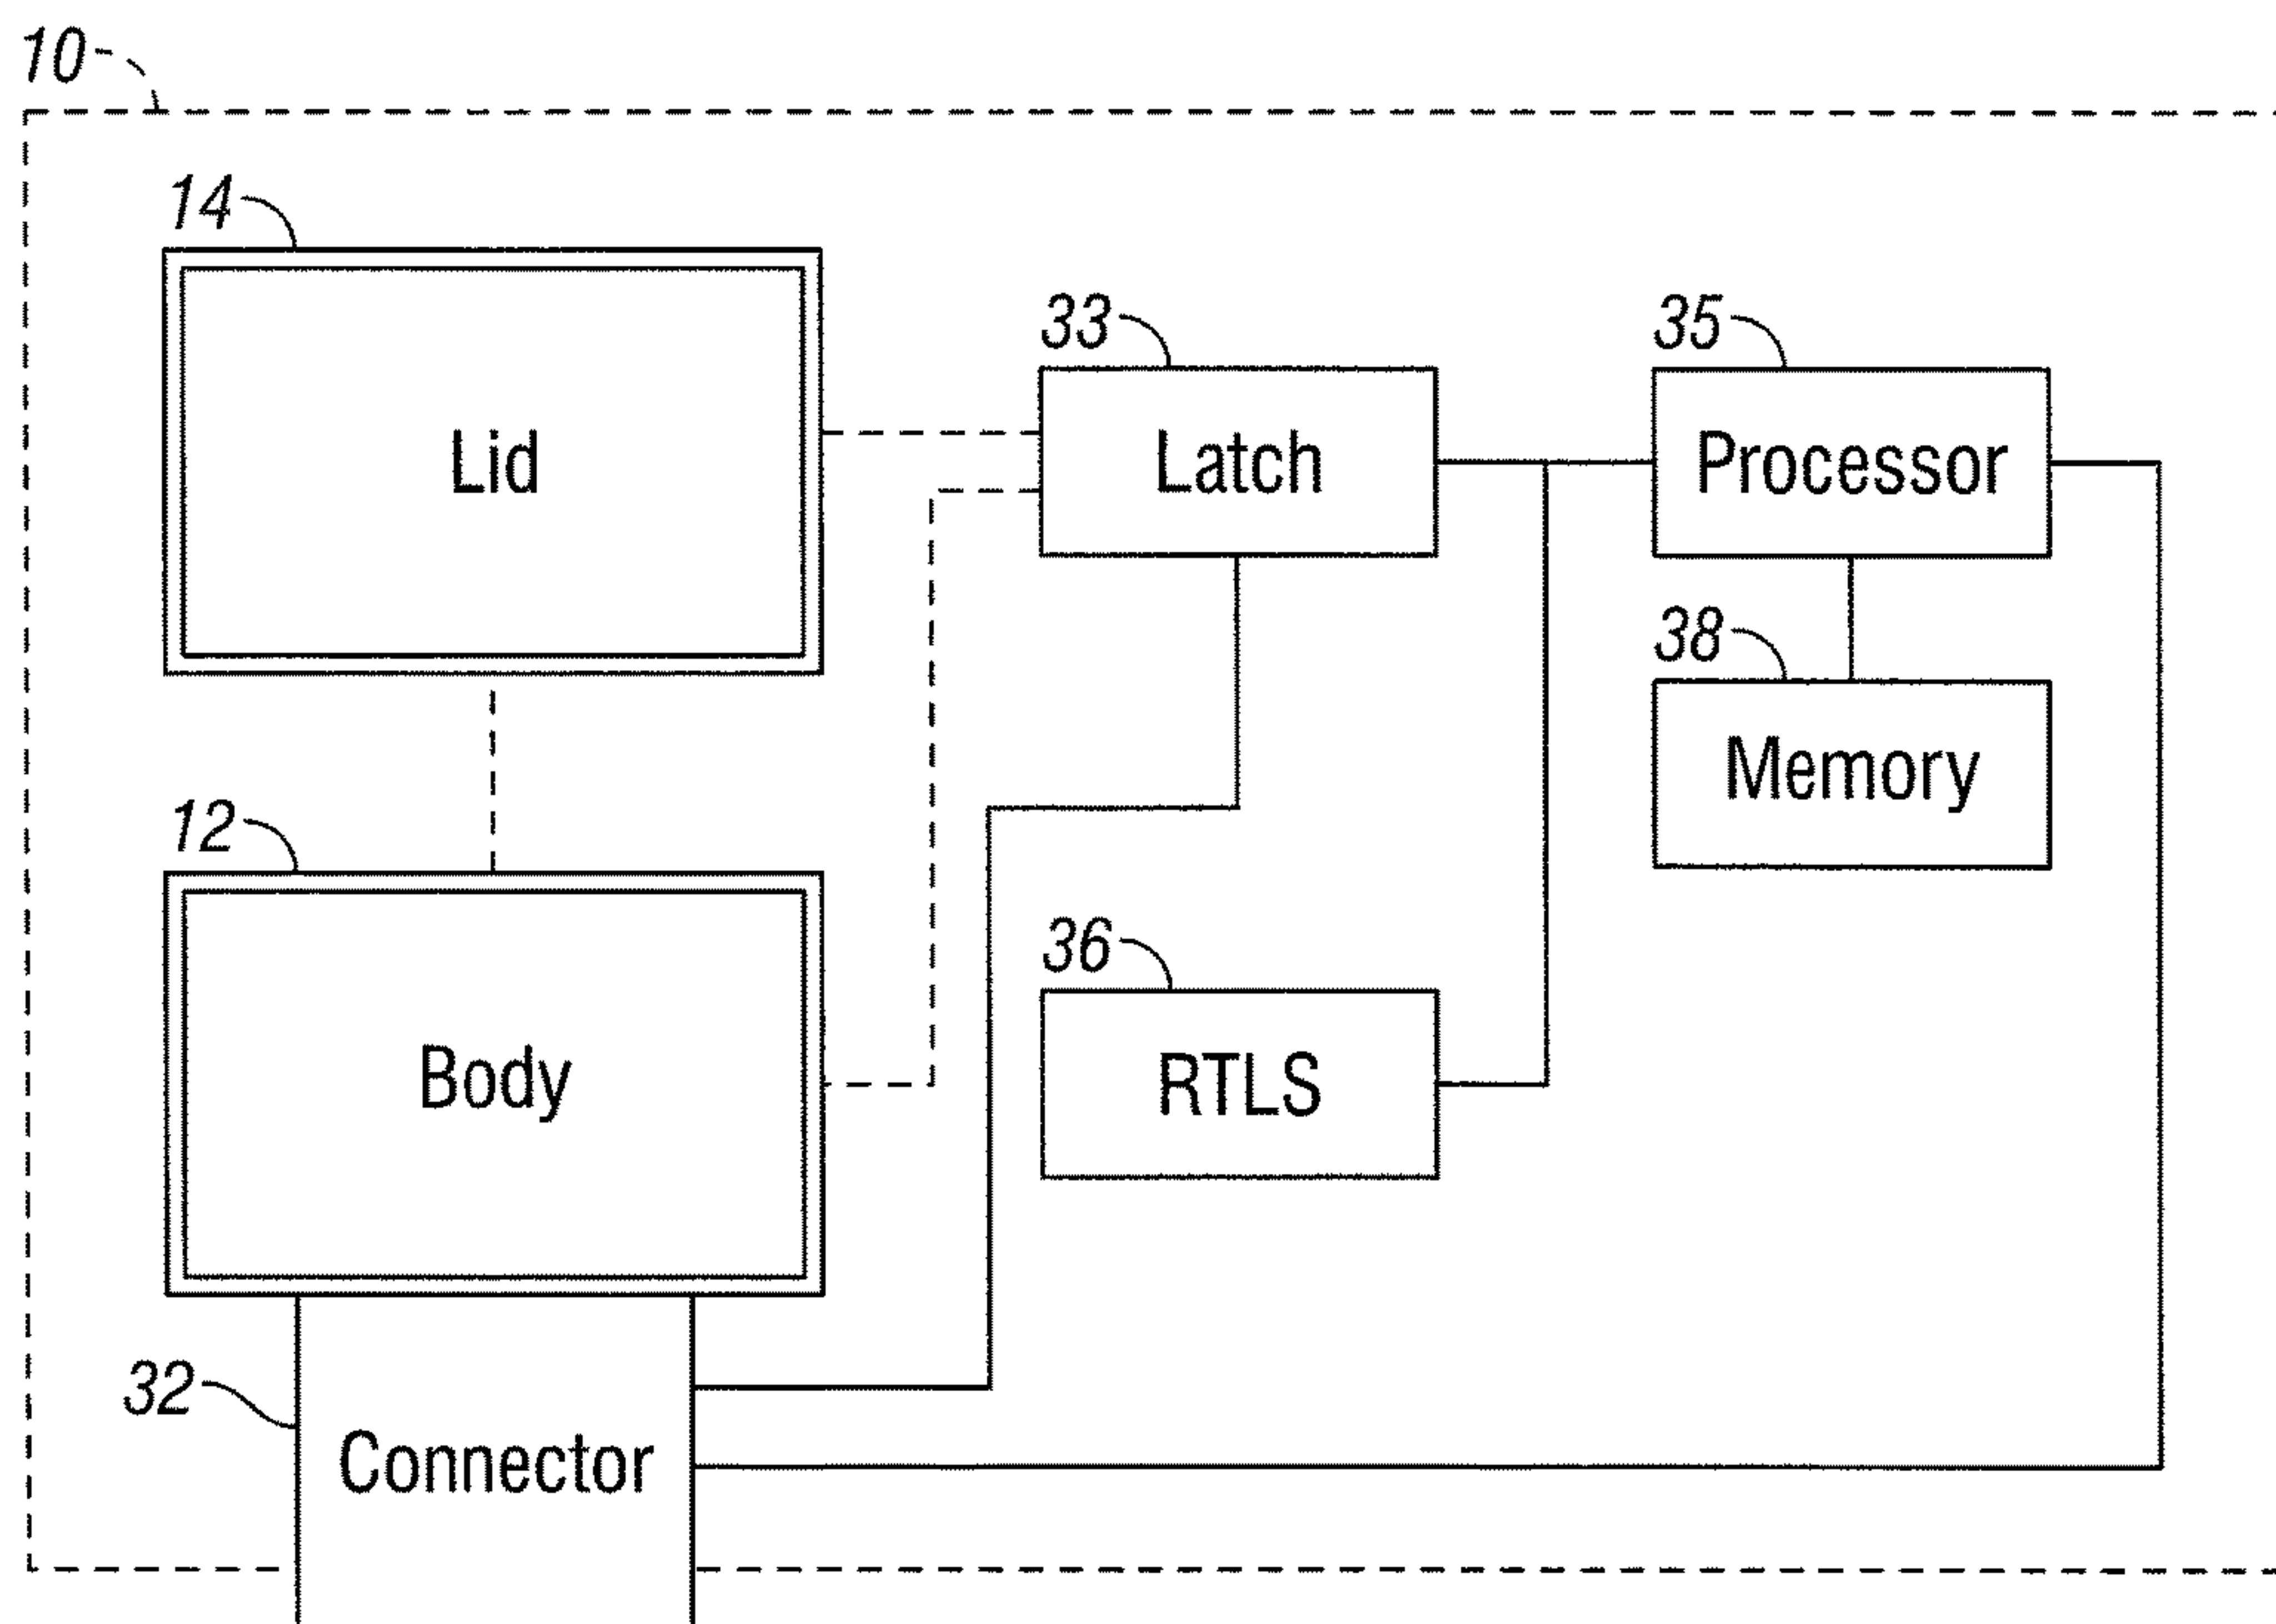 10
14
Lid
33
Latch
35
Processor
38
Memory
12
Body
36
RTLS
32
Connector